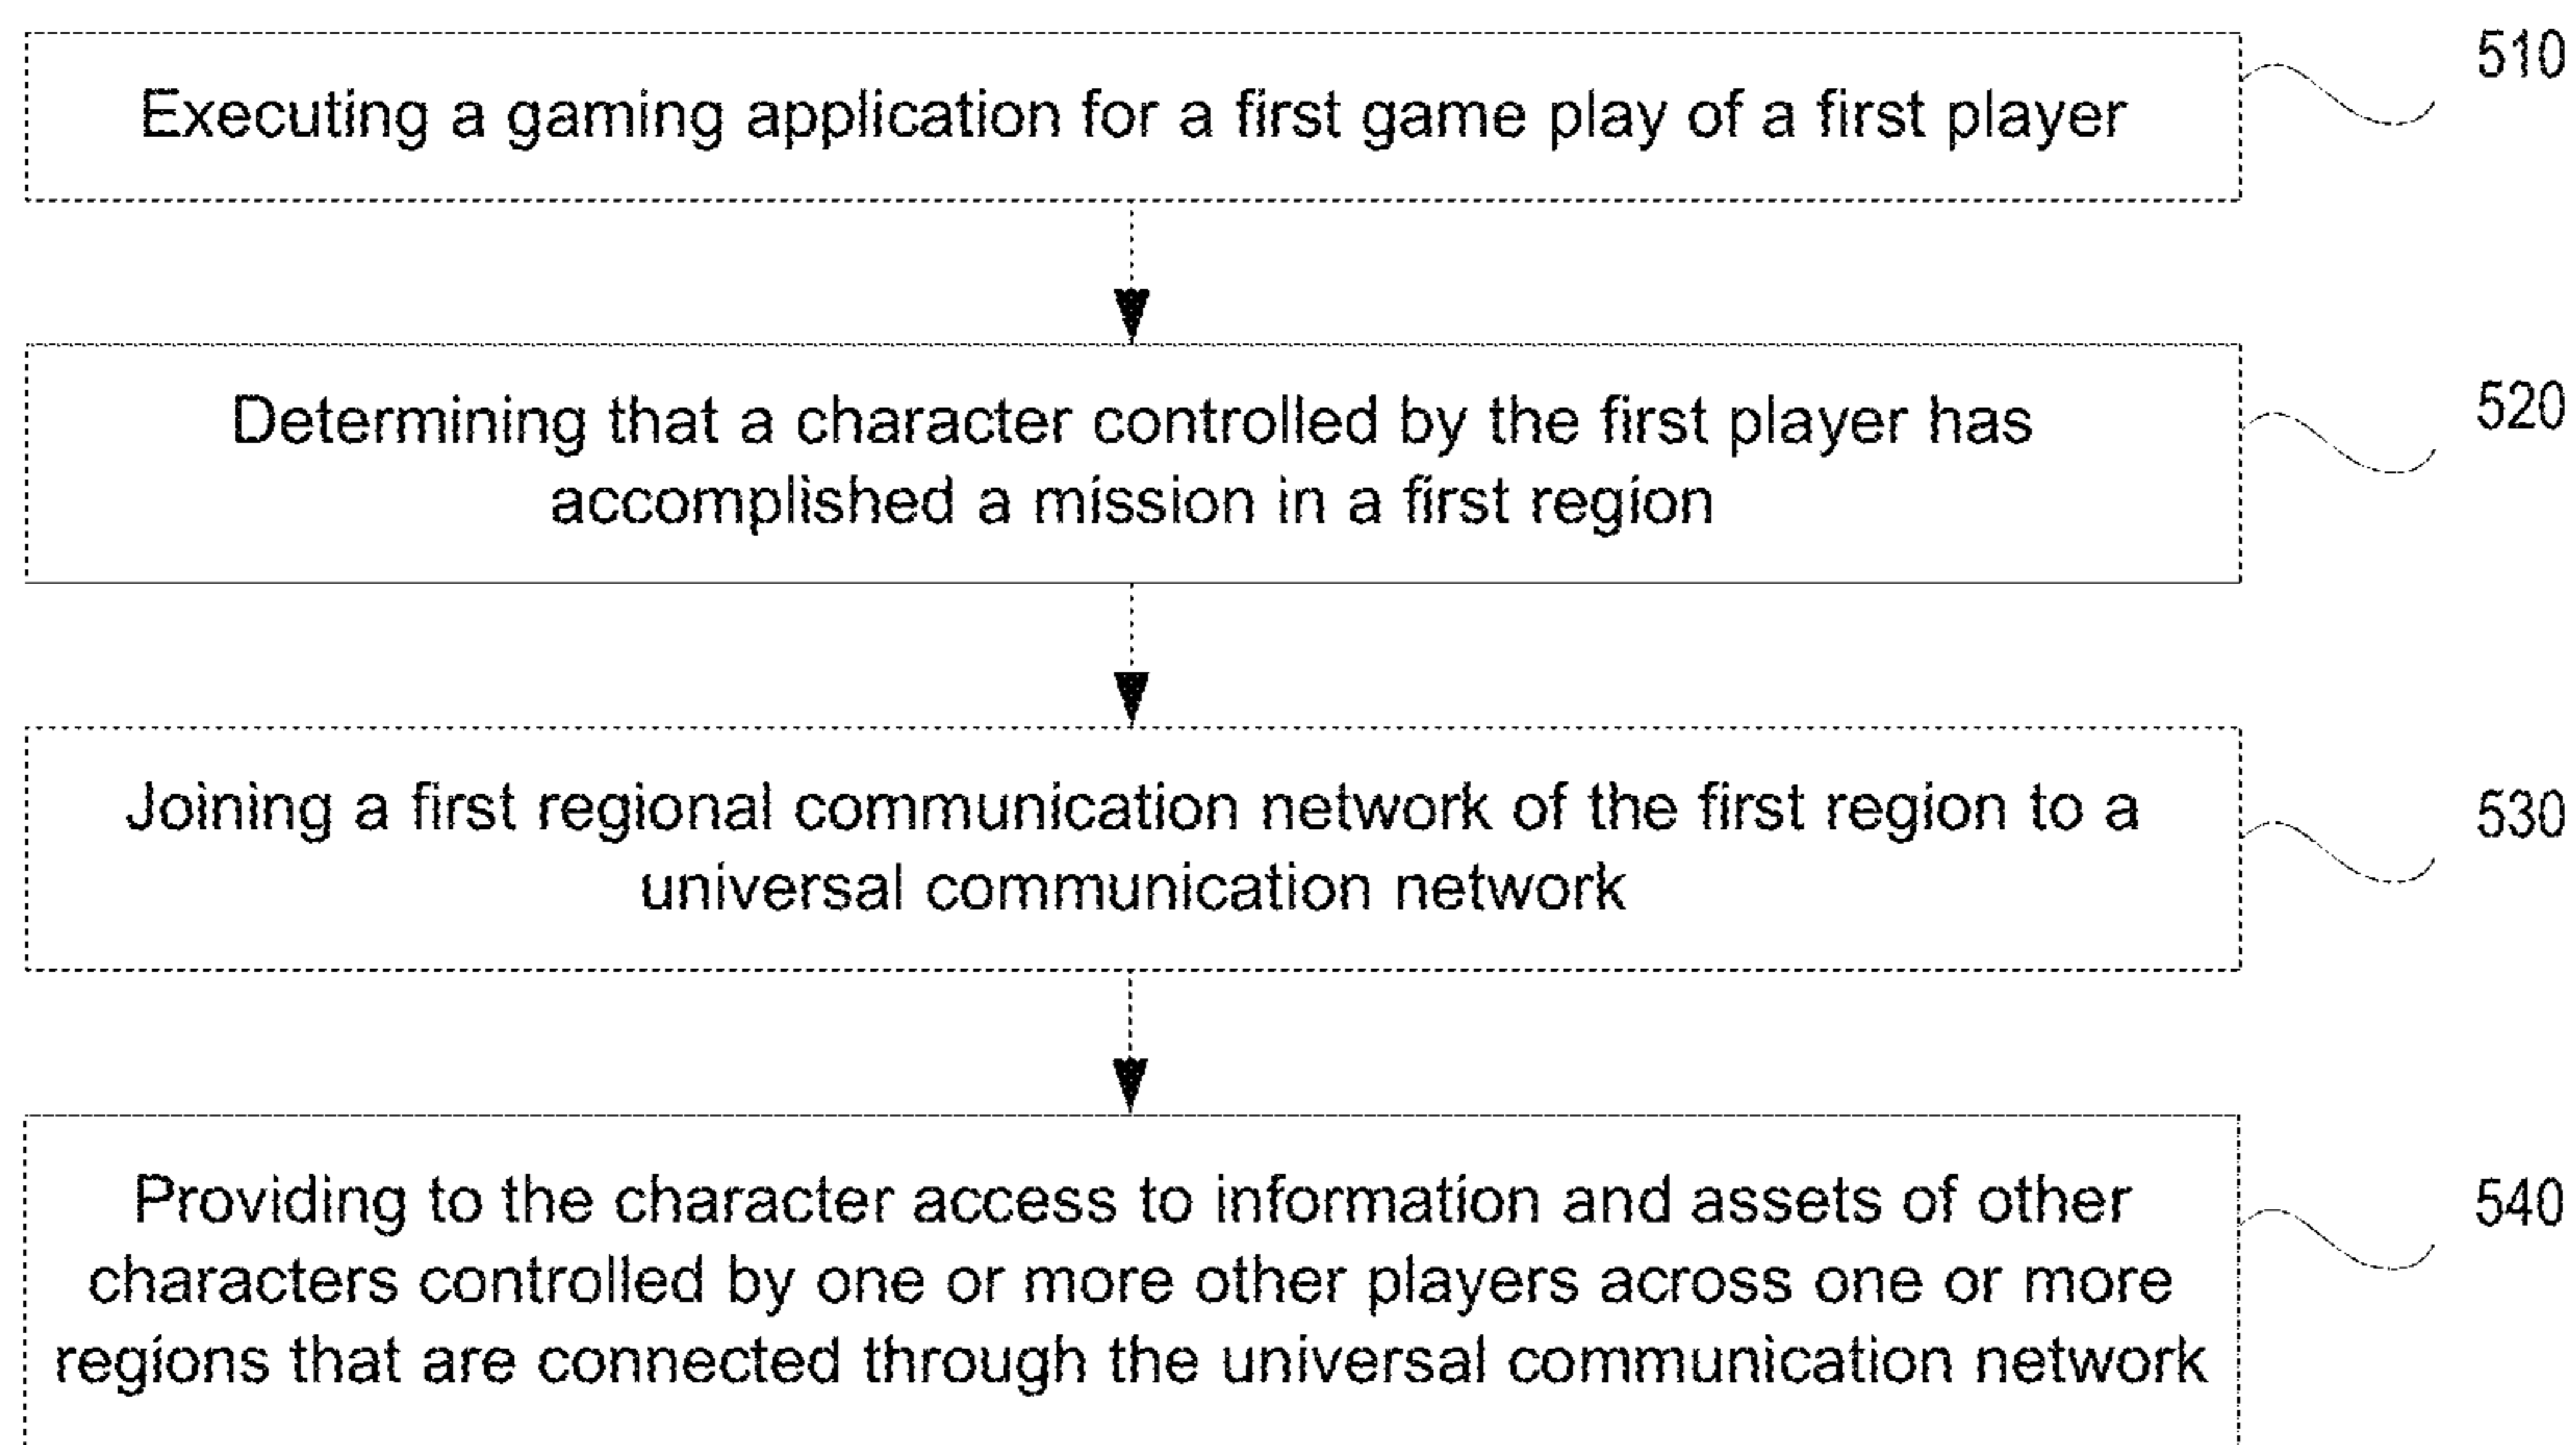 Executing a gaming application for a first game play of a first player
510
Determining that a character controlled by the first player has
accomplished a mission in a first region
520
Joining a first regional communication network of the first region to a
universal communication network
530
Providing to the character access to information and assets of other
characters controlled by one or more other players across one or more
regions that are connected through the universal communication network
540